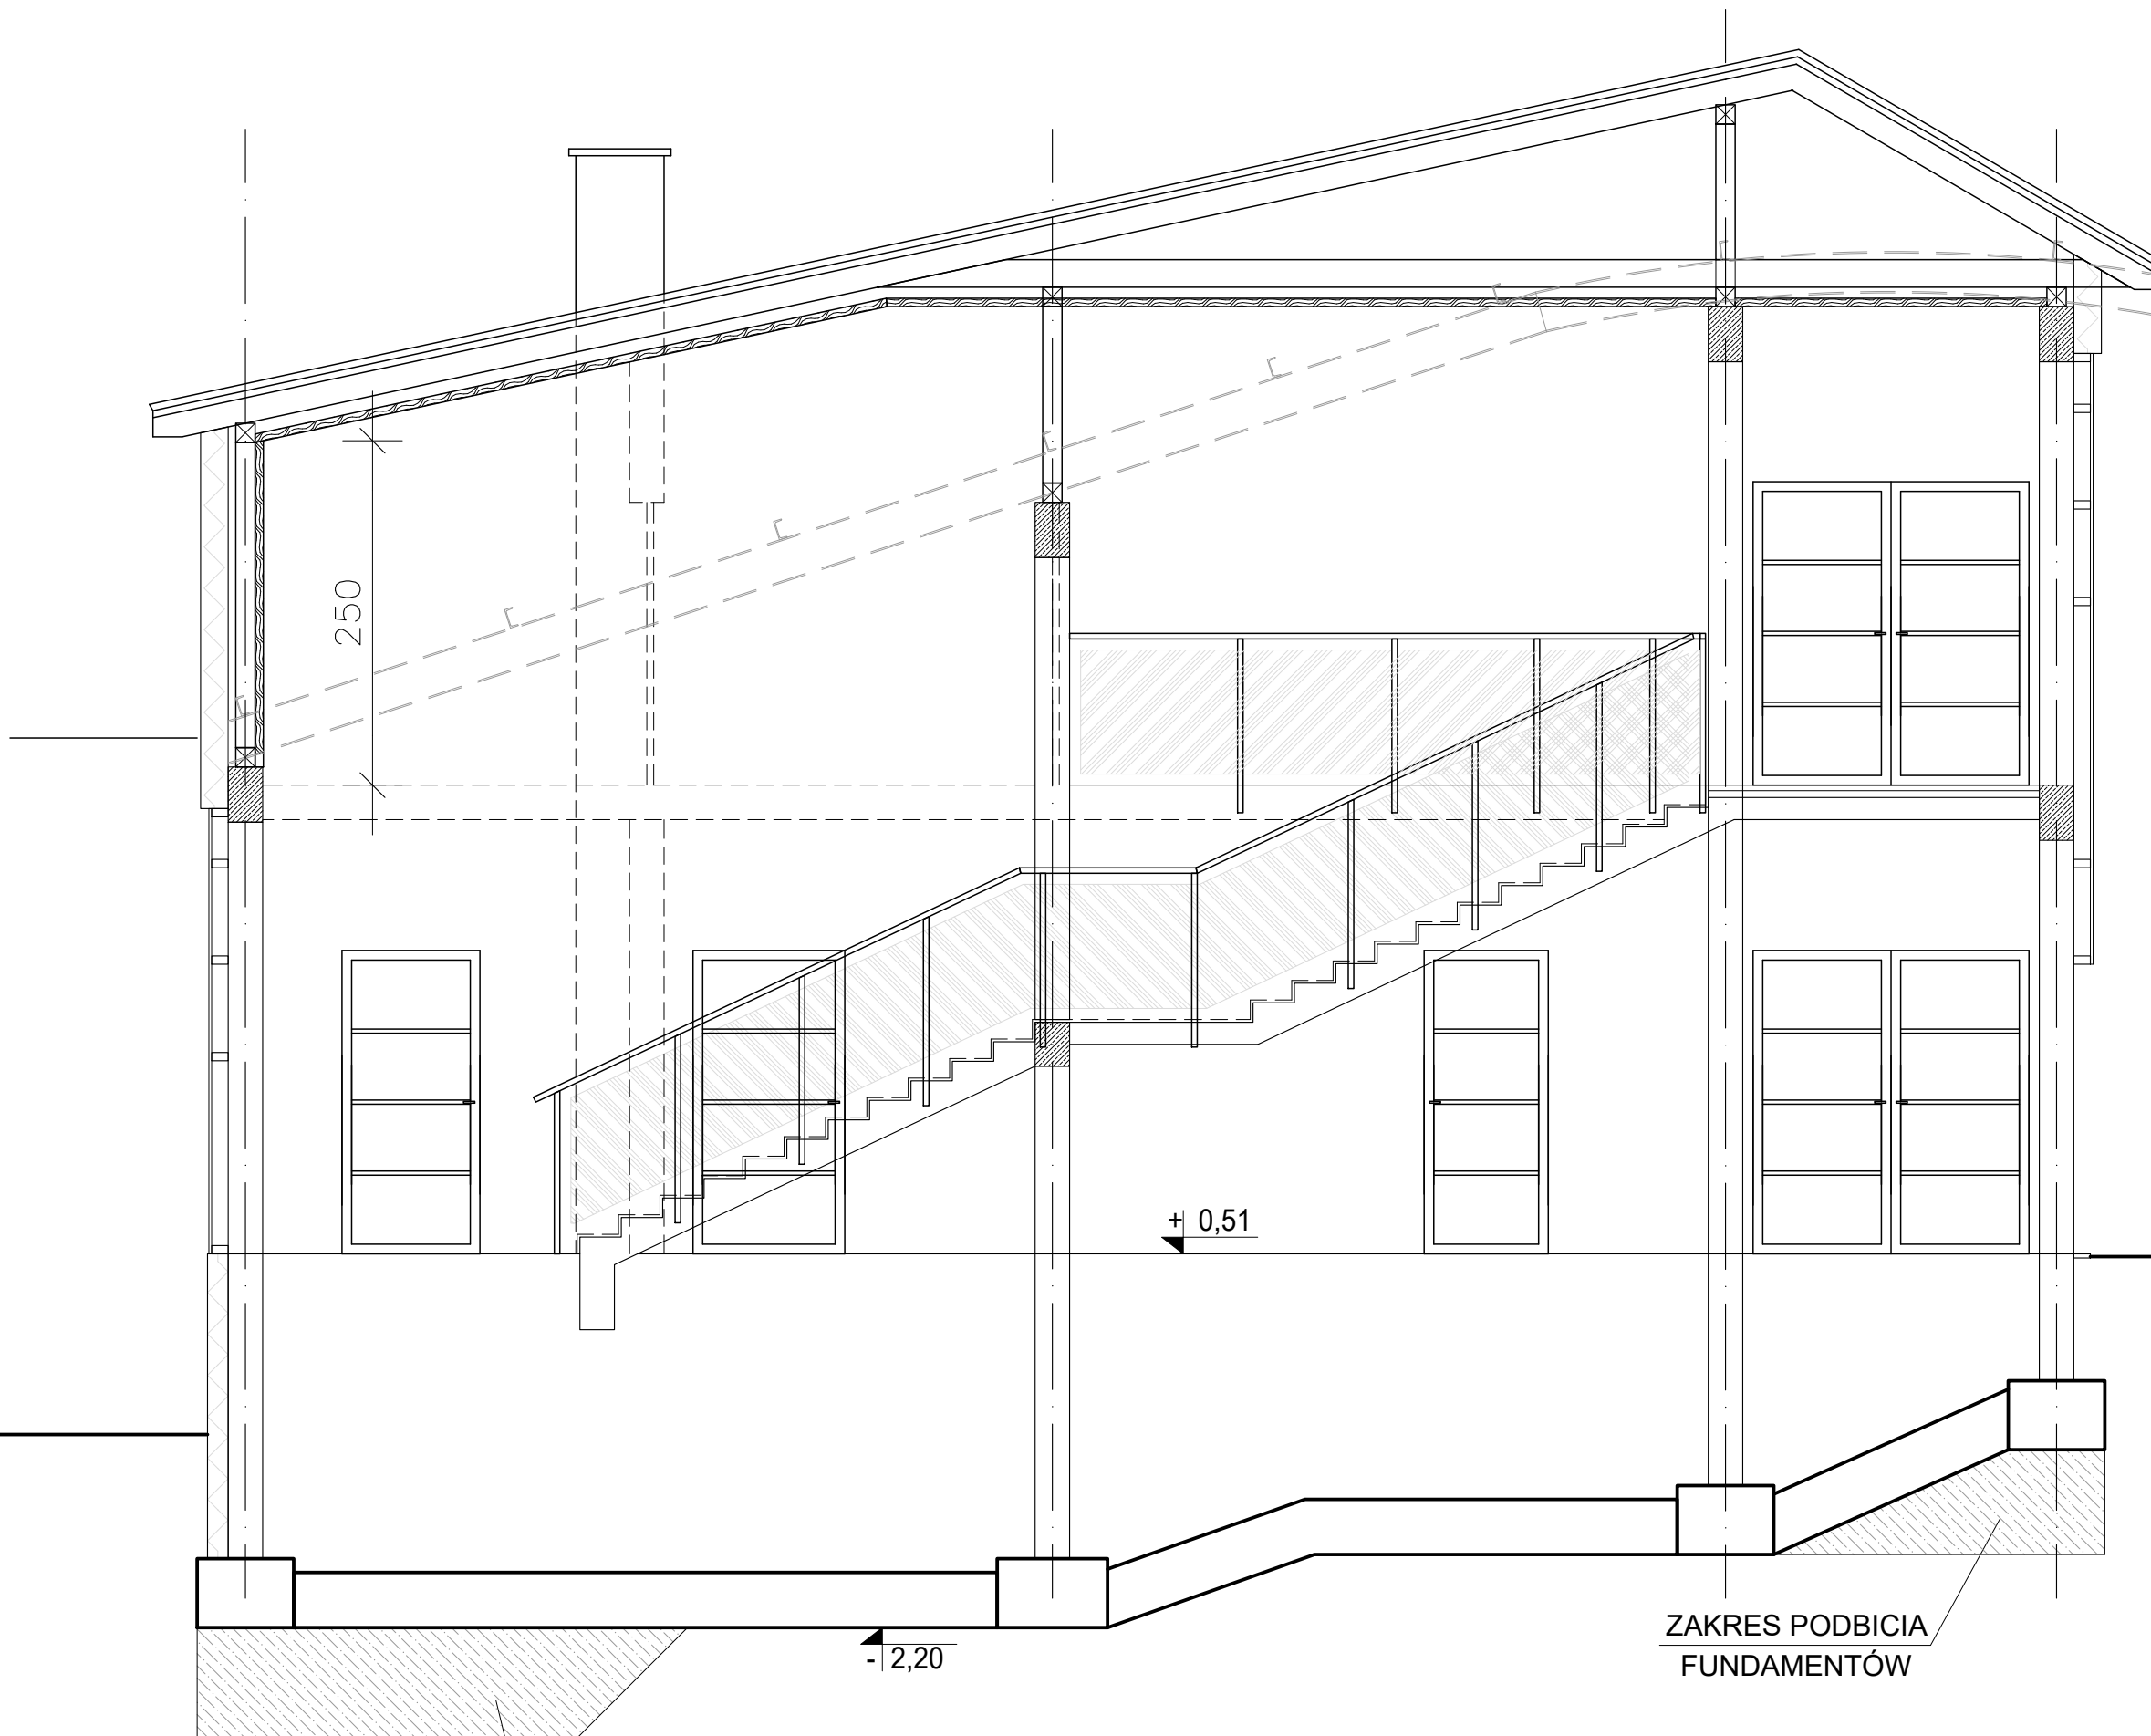 250
+ 0,51
- 2,20
ZAKRES PODBICIA
FUNDAMENTÓW